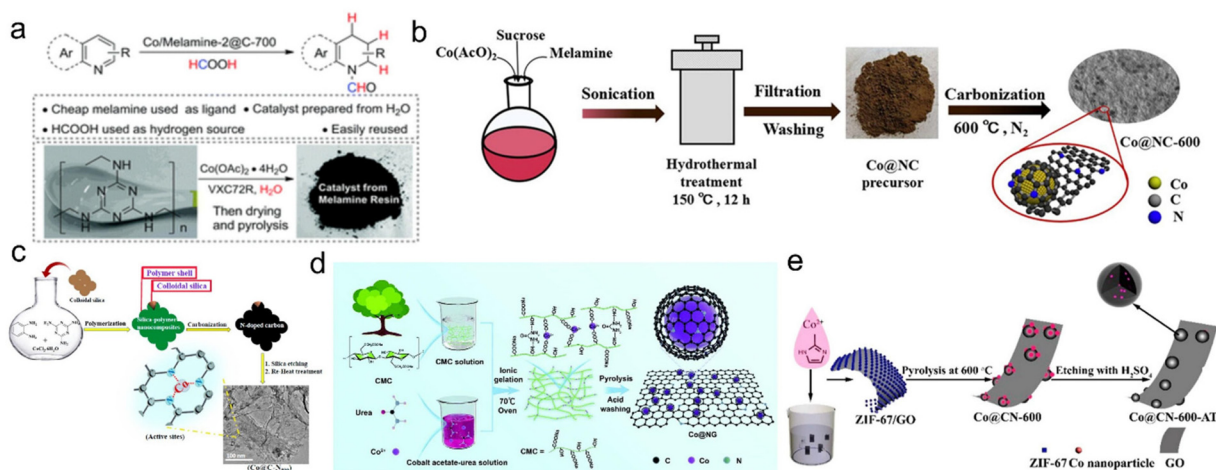 a
Ar
N
R
Co/Melamine-2@C-700
HCOOH
Ar
N
R
H
H
H
CHO
• Cheap melamine used as ligand
• Catalyst prepared from H2O
• HCOOH used as hydrogen source
• Easily reused
HN
N
N
N
N
H
N
H
n
Co(OAc)2 • 4H2O
VXC72R, H2O
Then drying
and pyrolysis
Catalyst from
Melamine Resin
b
Sucrose
Co(AcO)2
Melamine
Sonication
Hydrothermal
treatment
150 ℃ , 12 h
Filtration
Washing
Co@NC
precursor
Carbonization
600 ℃ , N2
Co@NC-600
Co
C
N
c
Colloidal silica
Polymer shell
Colloidal silica
Polymerization
Silica-polymer
nanocomposites
Carbonization
N-doped carbon
1. Silica etching
2. Re-Heat treatment
Co
(Active sites)
100 nm
d
CMC
CMC solution
Urea
Co2+
Cobalt acetate-urea solution
Ionic
gelation
70℃
Oven
CMC =
Pyrolysis
Acid
washing
Co@NG
C
Co
N
e
Co2+
HN
N
ZIF-67/GO
Pyrolysis at 600 ℃
Co@CN-600
Etching with H2SO4
Co@CN-600-AT
ZIF-67
Co nanoparticle
GO